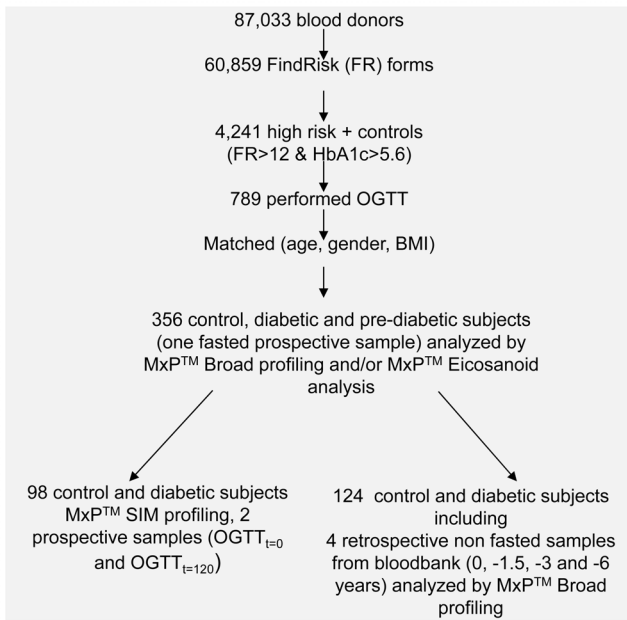 87,033 blood donors
60,859 FindRisk (FR) forms
4,241 high risk + controls
(FR>12 & HbA1c>5.6)
789 performed OGTT
Matched (age, gender, BMI)
356 control, diabetic and pre-diabetic subjects
(one fasted prospective sample) analyzed by
MxP™ Broad profiling and/or MxP™ Eicosanoid
analysis
98 control and diabetic subjects
MxP™ SIM profiling, 2
prospective samples (OGTTt=0
and OGTTt=120)
124 control and diabetic subjects
including
4 retrospective non fasted samples
from bloodbank (0, -1.5, -3 and -6
years) analyzed by MxP™ Broad
profiling